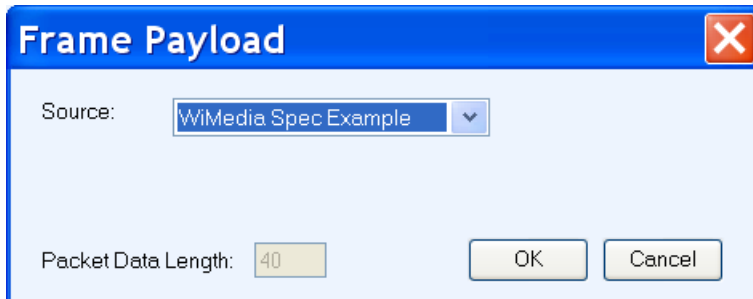 Frame Payload
Source: WiMedia Spec Example
Packet Data Length: 40 OK Cancel